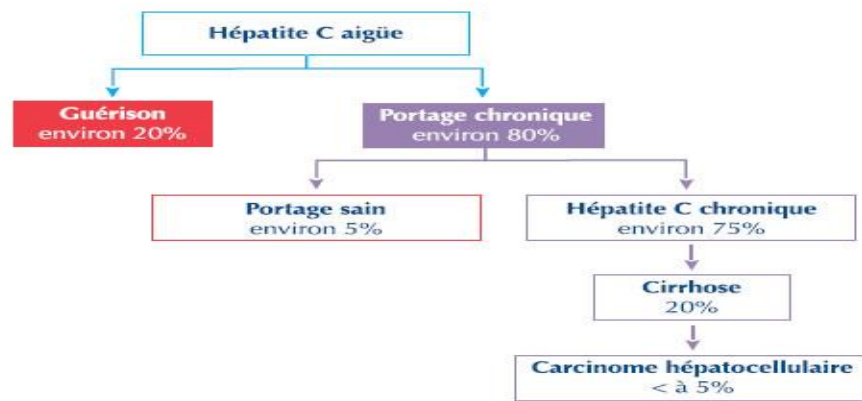 Hépatite C aigüe
Guérison
environ 20%
Portage chronique
environ 80%
Portage sain
environ 5%
Hépatite C chronique
environ 75%
Cirrhose
20%
Carcinome hépatocellulaire
< à 5%